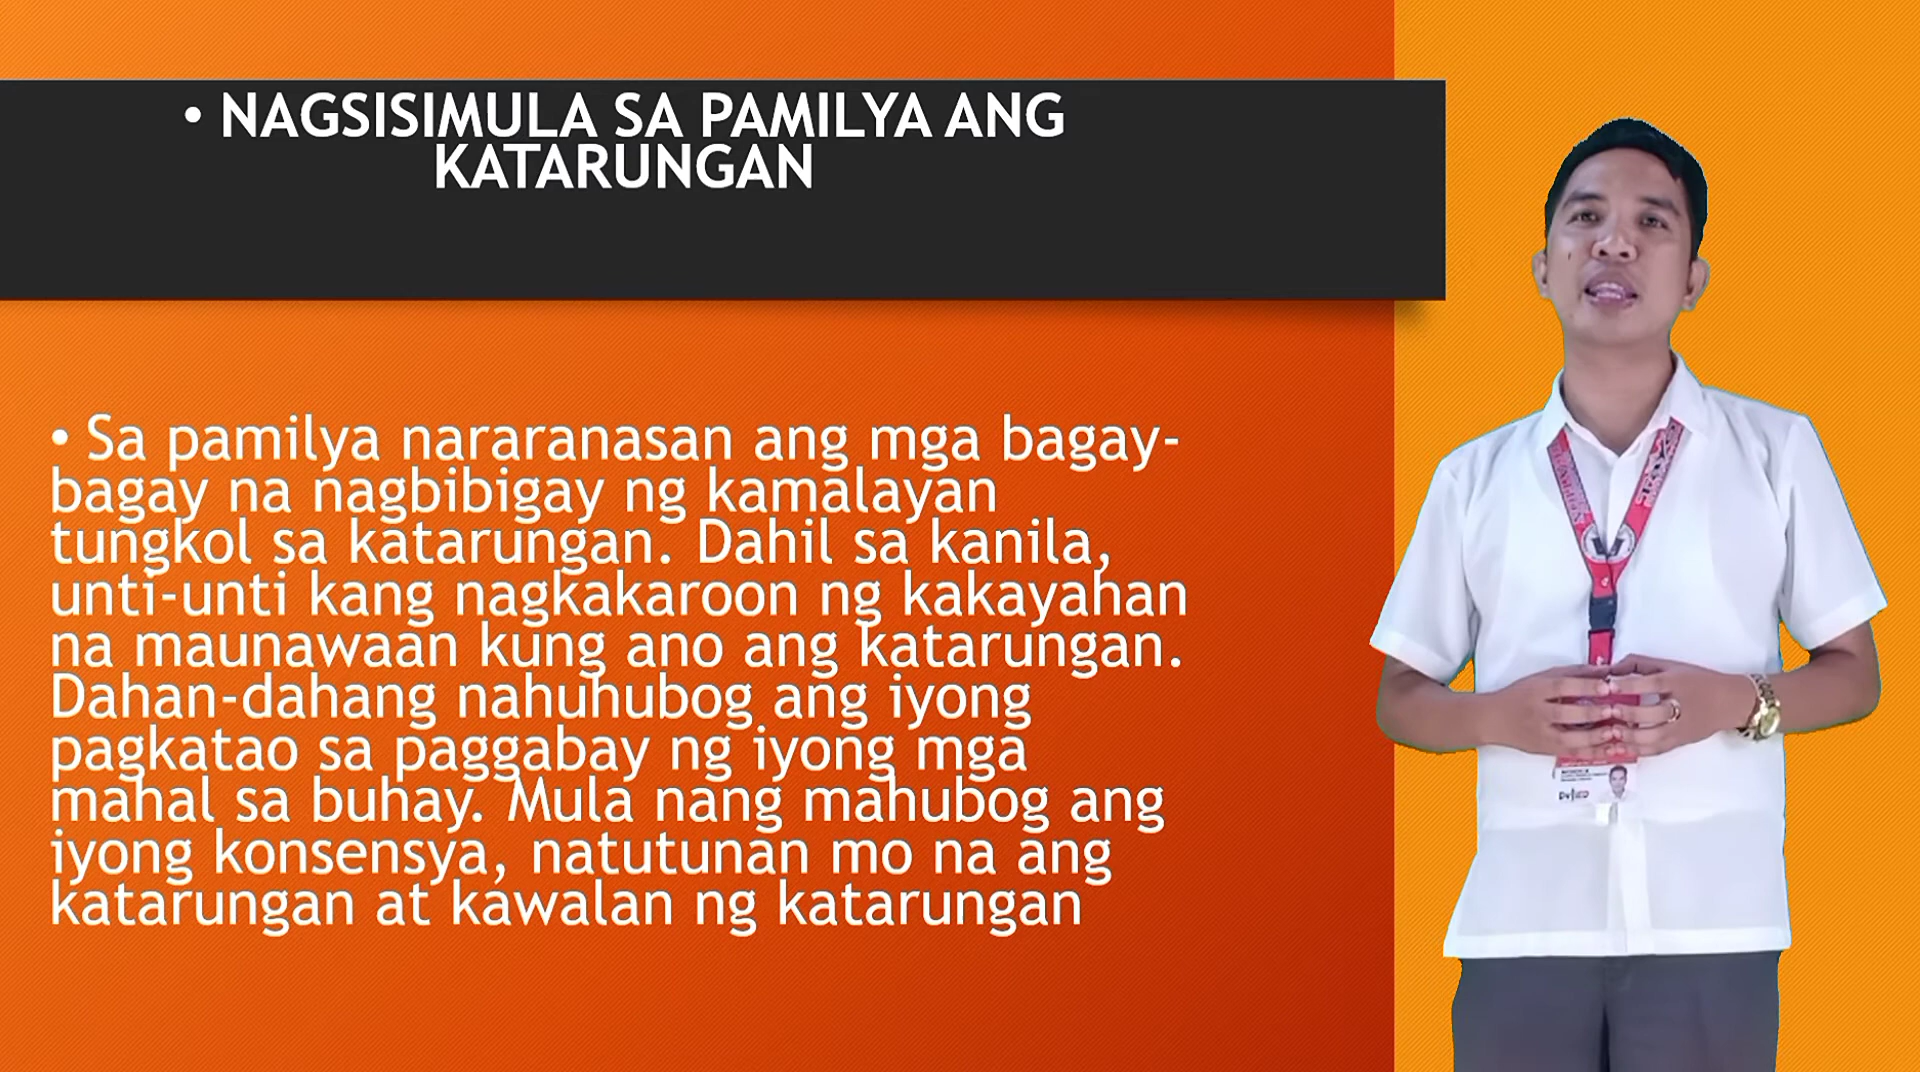 • NAGSISIMULA SA PAMILYA ANG
KATARUNGAN
• Sa pamilya nararanasan ang mga bagay-
bagay na nagbibigay ng kamalayan
tungkol sa katarungan. Dahil sa kanila,
unti-unti kang nagkakaroon ng kakayahan
na maunawaan kung ano ang katarungan.
Dahan-dahang nahuhubog ang iyong
pagkatao sa paggabay ng iyong mga
mahal sa buhay. Mula nang mahubog ang
iyong konsensya, natutunan mo na ang
katarungan at kawalan ng katarungan